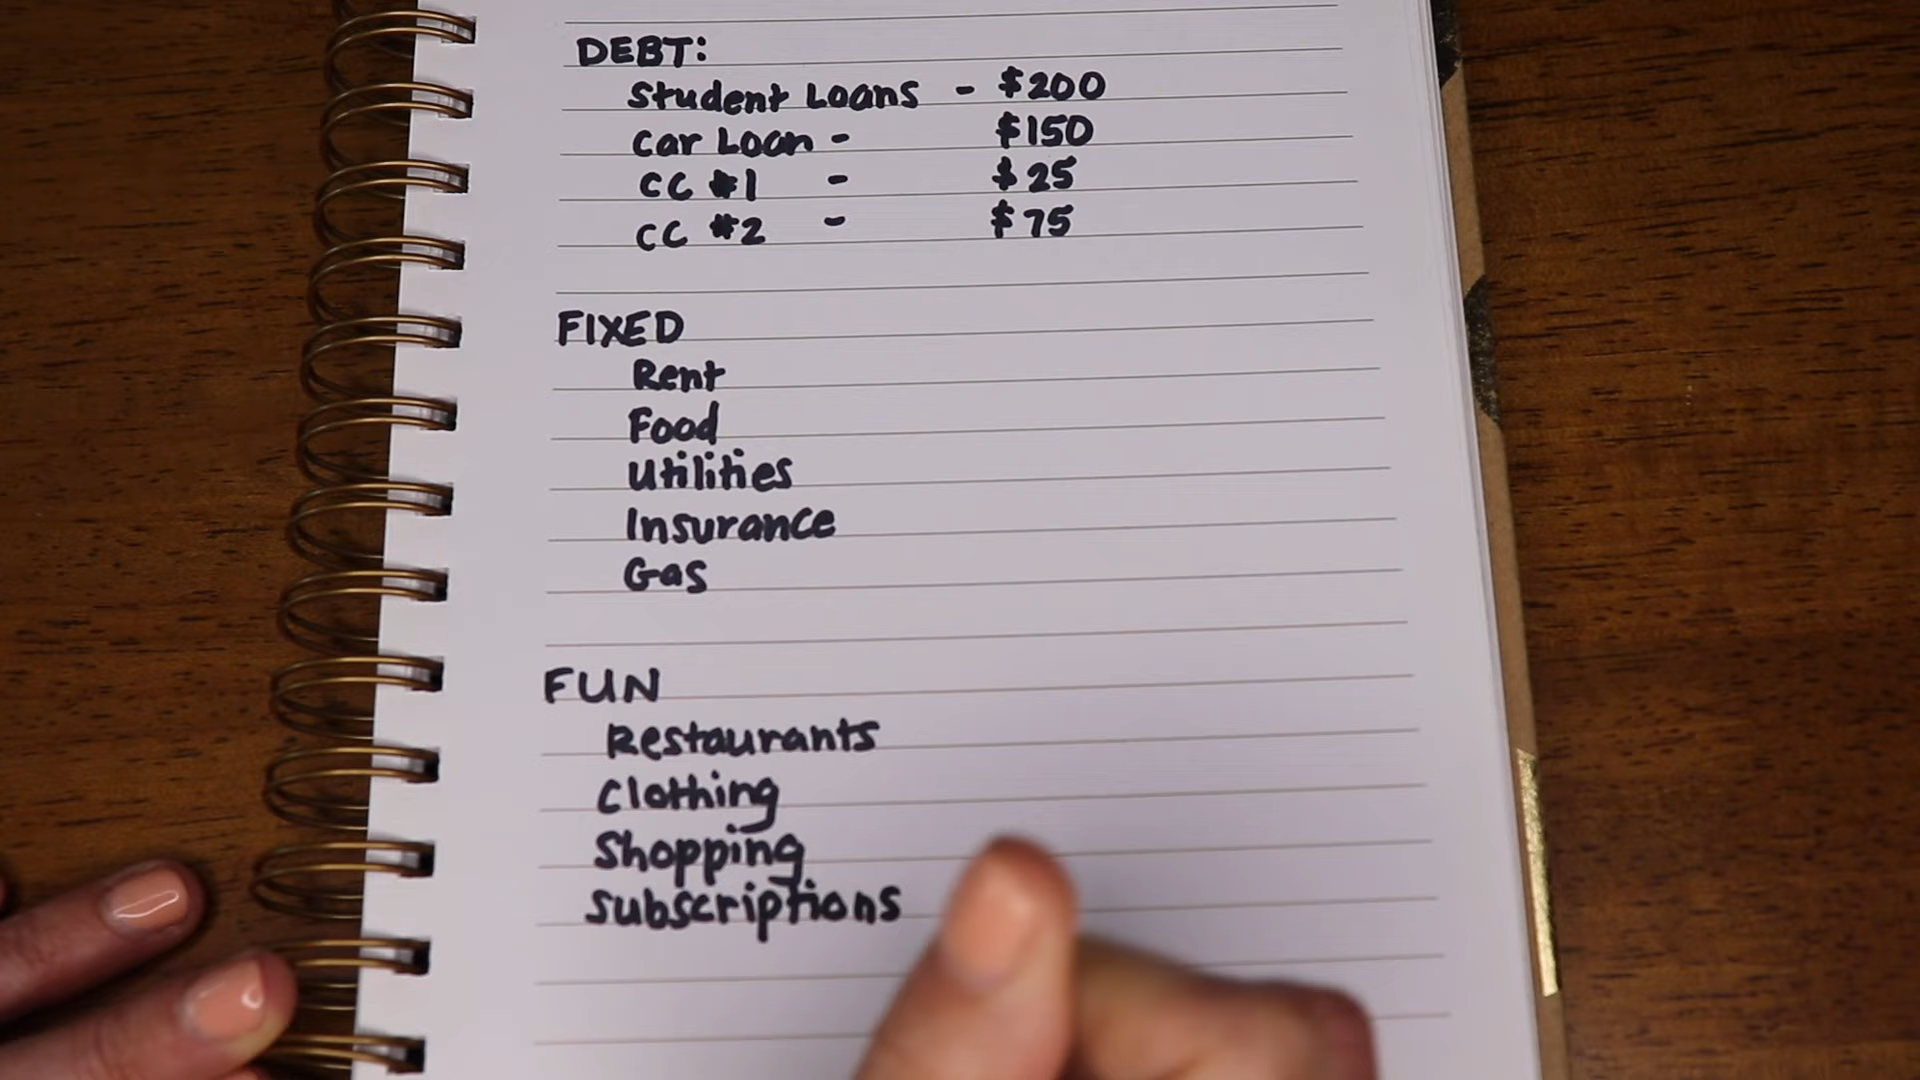 DEBT:
Student Loans - $200
Car Loan - $150
CC #1 - $25
CC #2 - $75
FIXED
Rent
Food
Utilities
Insurance
Gas
FUN
Restaurants
Clothing
Shopping
Subscriptions